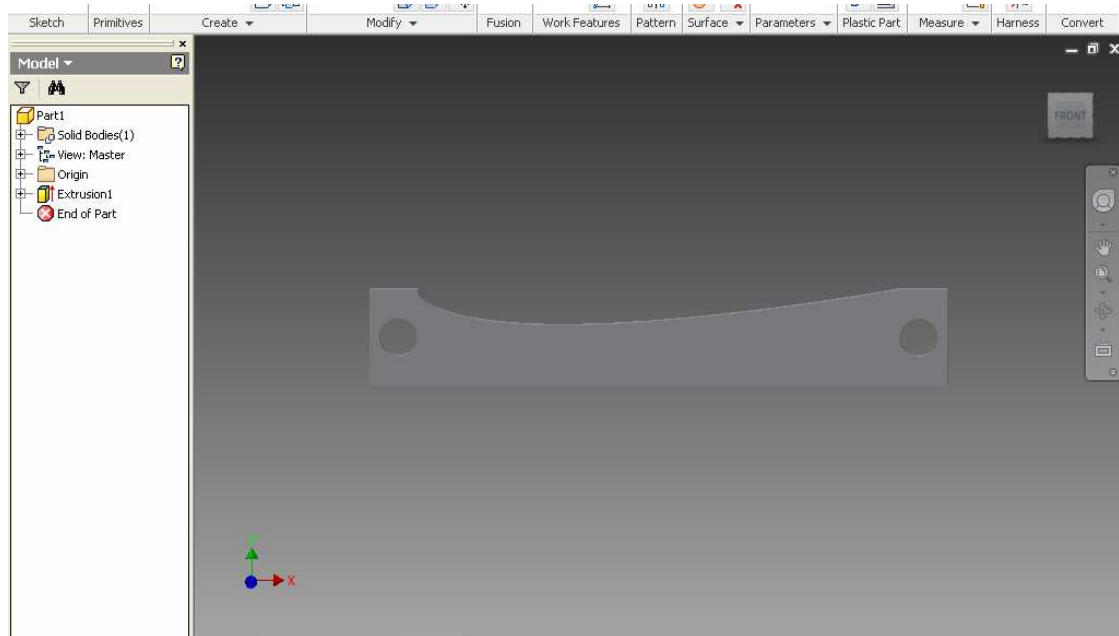 Sketch Primitives Create Modify Fusion Work Features Pattern Surface Parameters Plastic Part Measure Harness Convert
Model
Part1
Solid Bodies(1)
View: Master
Origin
Extrusion1
End of Part
FRONT
Y
X